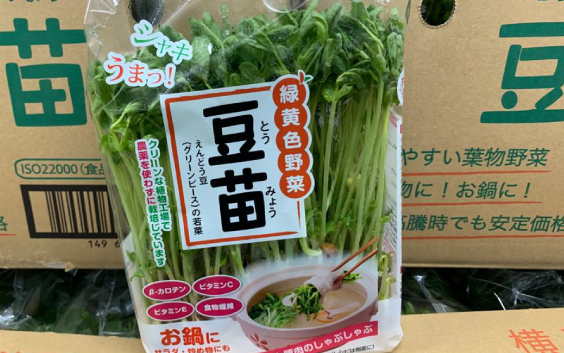 シャキ
うまっ!
緑黄色野菜
豆苗
とう
みょう
えんどう豆
(グリーンピース)の若菜
クリーンな植物工場で
農薬を使わずに栽培しています
β-カロテン
ビタミンC
ビタミンE
食物繊維
お鍋に
サラダ・炒め物にも
肉のしゃぶしゃぶ
苗
ISO22000(食品
149
豆
やすい葉物野菜
に!お鍋に!
高騰時でも安定価格
横